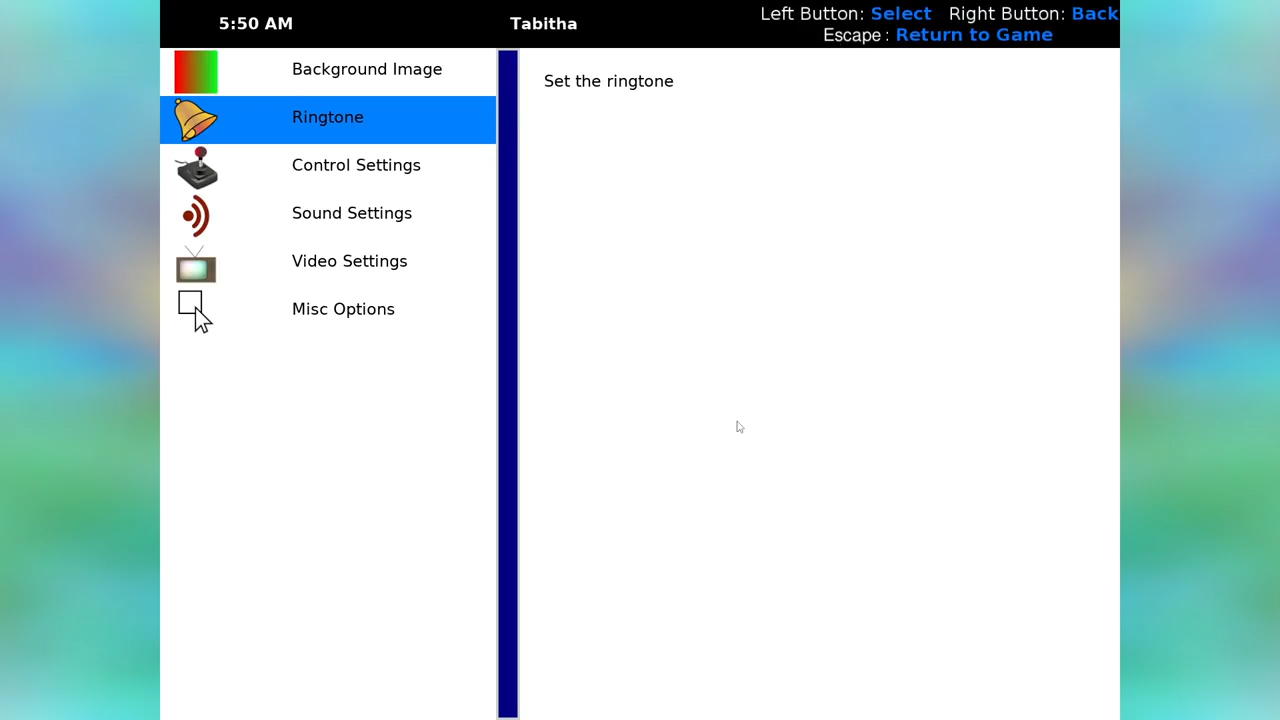 5:50 AM
Tabitha
Left Button: Select Right Button: Back
Escape : Return to Game
Background Image
Ringtone
Control Settings
Sound Settings
Video Settings
Misc Options
Set the ringtone